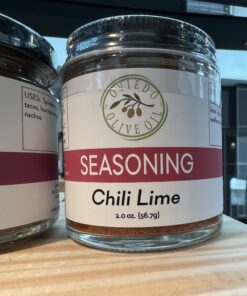 USES:
tacos,
nachos.
OVIEDO
OLIVE OIL
SEASONING
Chili Lime
2.0 oz. (56.7g)